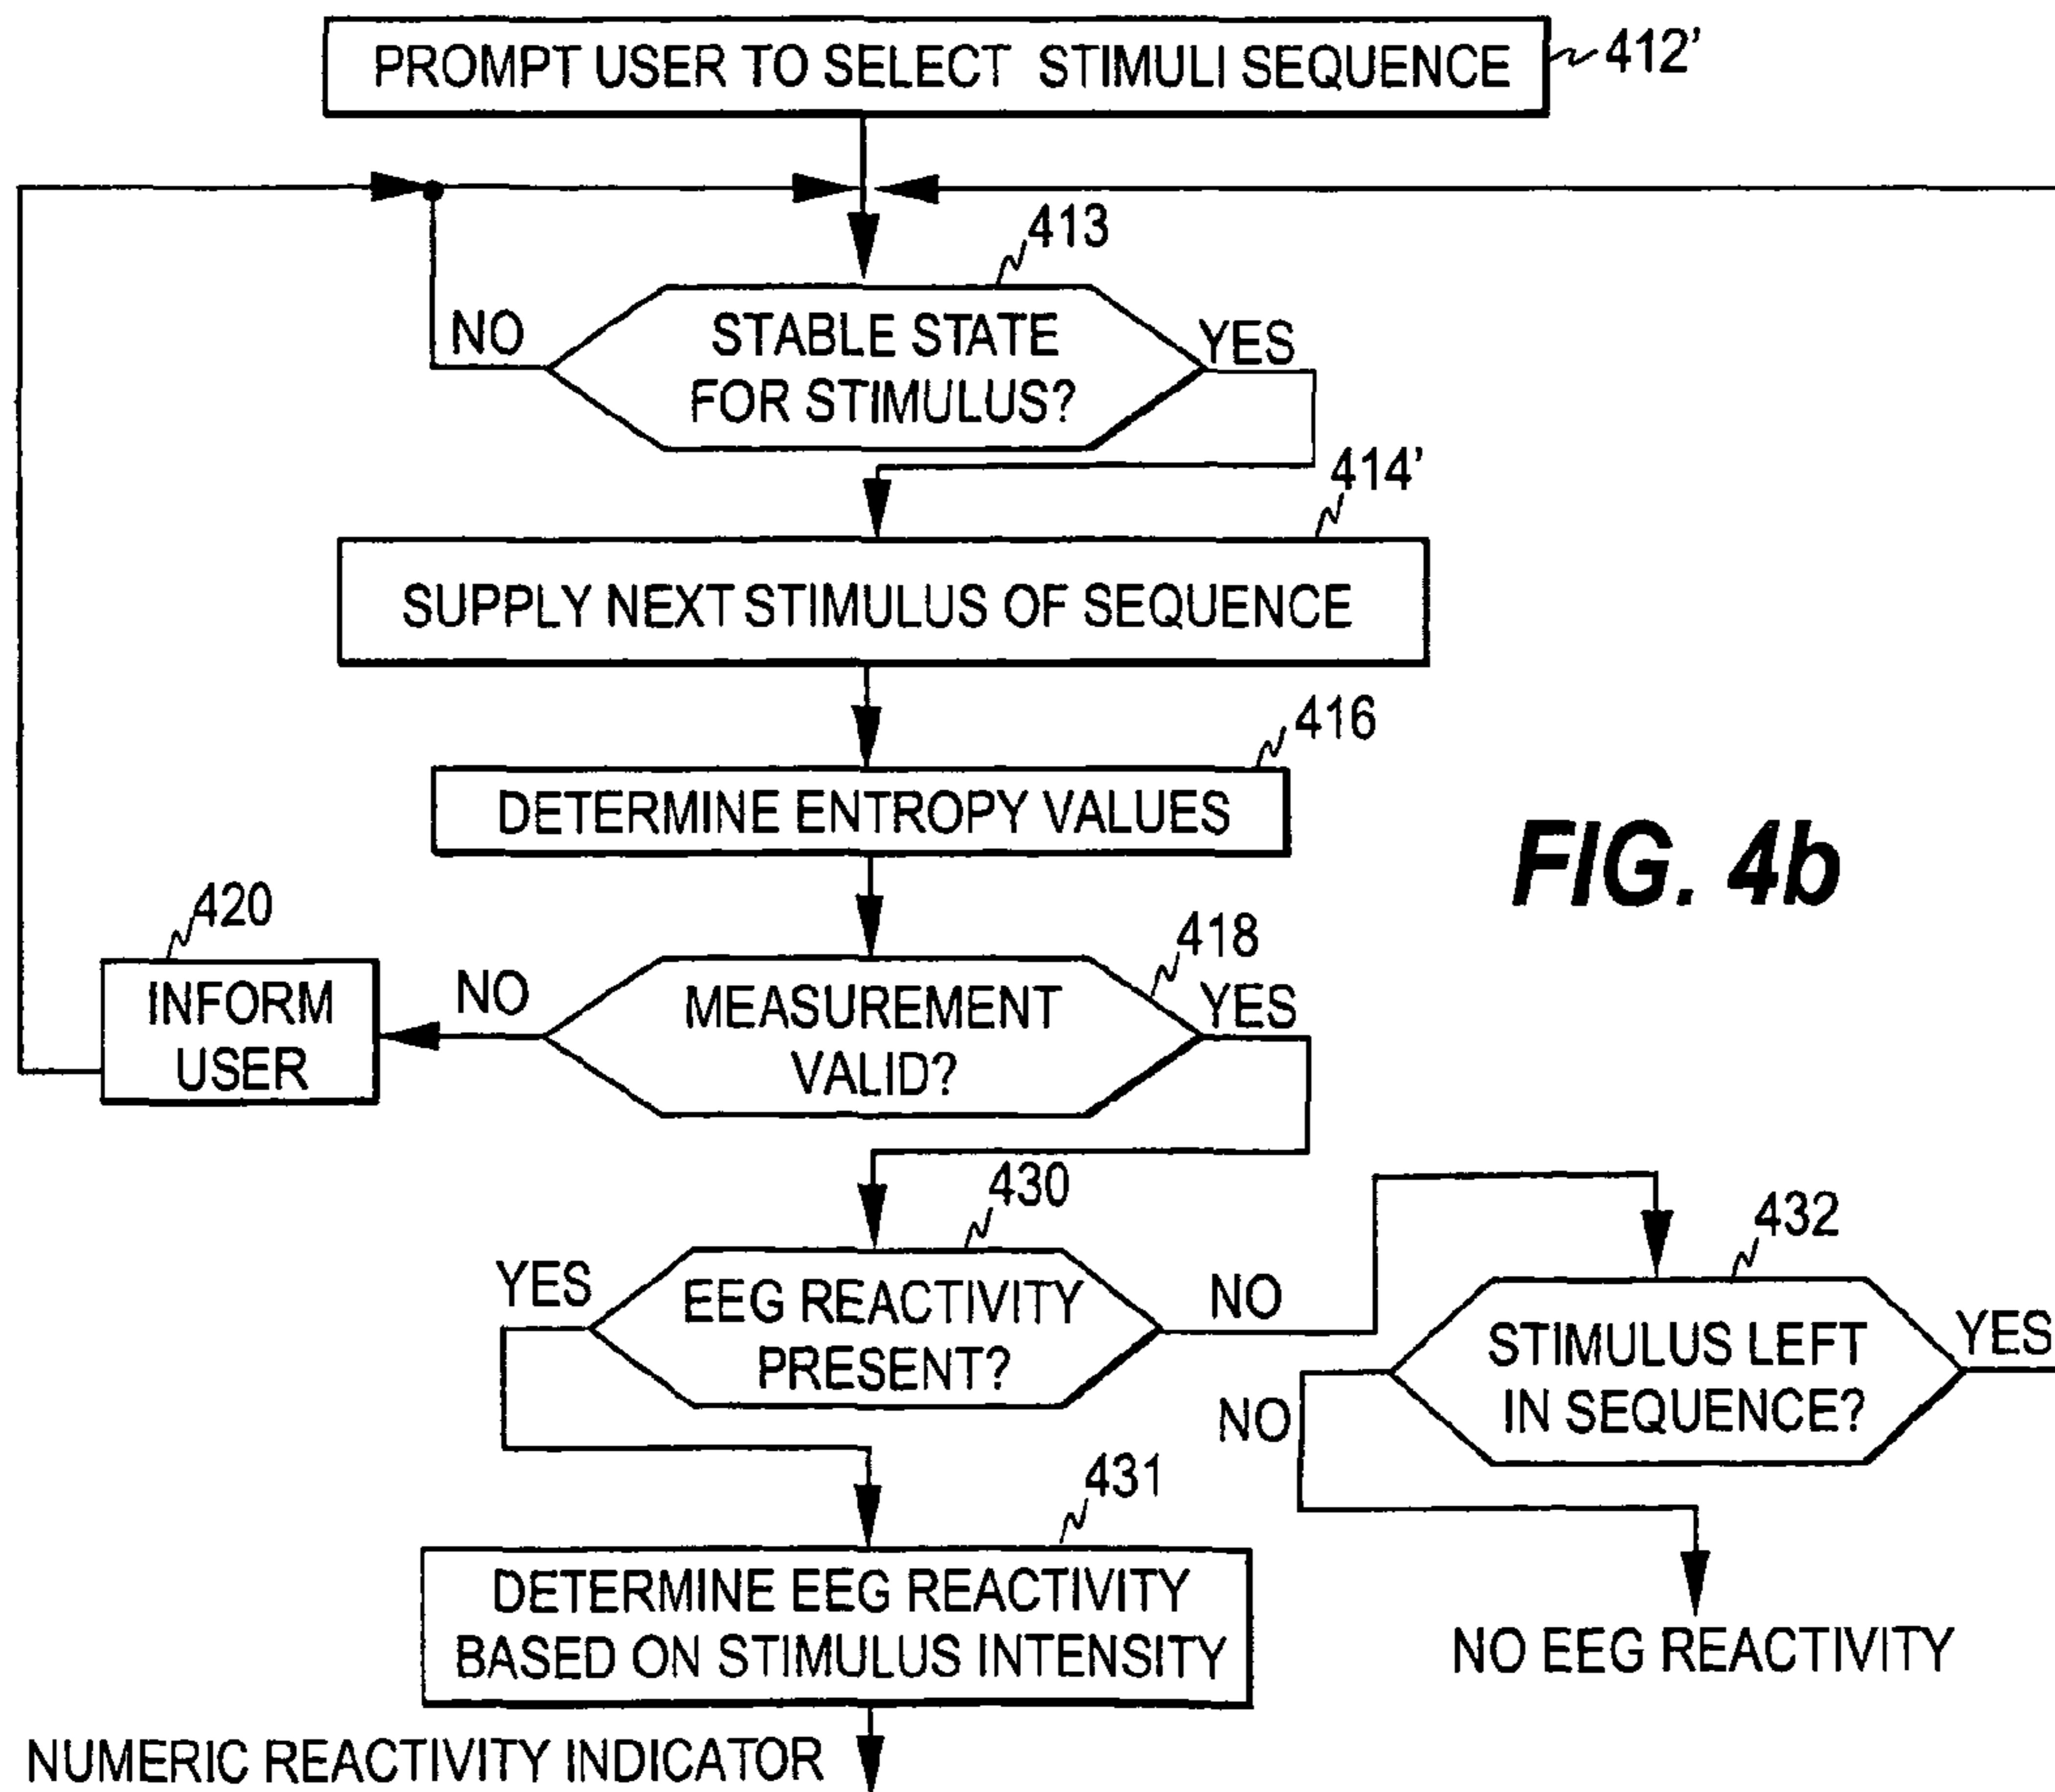 PROMPT USER TO SELECT STIMULI SEQUENCE
412'
413
NO
STABLE STATE
FOR STIMULUS?
YES
414'
SUPPLY NEXT STIMULUS OF SEQUENCE
416
DETERMINE ENTROPY VALUES
FIG. 4b
420
INFORM
USER
NO
418
MEASUREMENT
VALID?
YES
430
YES
EEG REACTIVITY
PRESENT?
NO
432
STIMULUS LEFT
IN SEQUENCE?
YES
NO
431
DETERMINE EEG REACTIVITY
BASED ON STIMULUS INTENSITY
NO EEG REACTIVITY
NUMERIC REACTIVITY INDICATOR